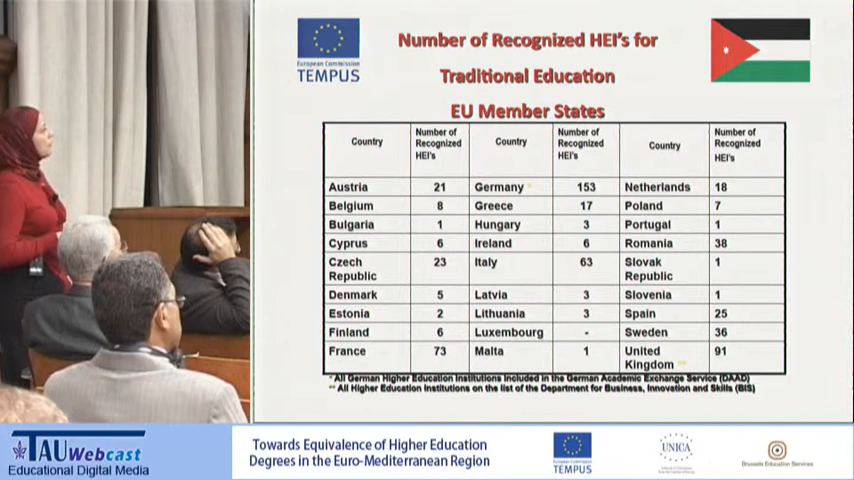 European Commission
TEMPUS
Number of Recognized HEI's for
Traditional Education
EU Member States
Country
Number of
Recognized
HEI's
Country
Number of
Recognized
HEI's
Country
Number of
Recognized
HEI's
Austria 21 Germany * 153 Netherlands 18
Belgium 8 Greece 17 Poland 7
Bulgaria 1 Hungary 3 Portugal 1
Cyprus 6 Ireland 6 Romania 38
Czech Republic 23 Italy 63 Slovak Republic 1
Denmark 5 Latvia 3 Slovenia 1
Estonia 2 Lithuania 3 Spain 25
Finland 6 Luxembourg - Sweden 36
France 73 Malta 1 United Kingdom ** 91
* All German Higher Education Institutions included in the German Academic Exchange Service (DAAD)
** All Higher Education Institutions on the list of the Department for Business, Innovation and Skills (BIS)
TAU Webcast
Educational Digital Media
Towards Equivalence of Higher Education
Degrees in the Euro-Mediterranean Region
European Commission
TEMPUS
UNICA
Brussels Education Services